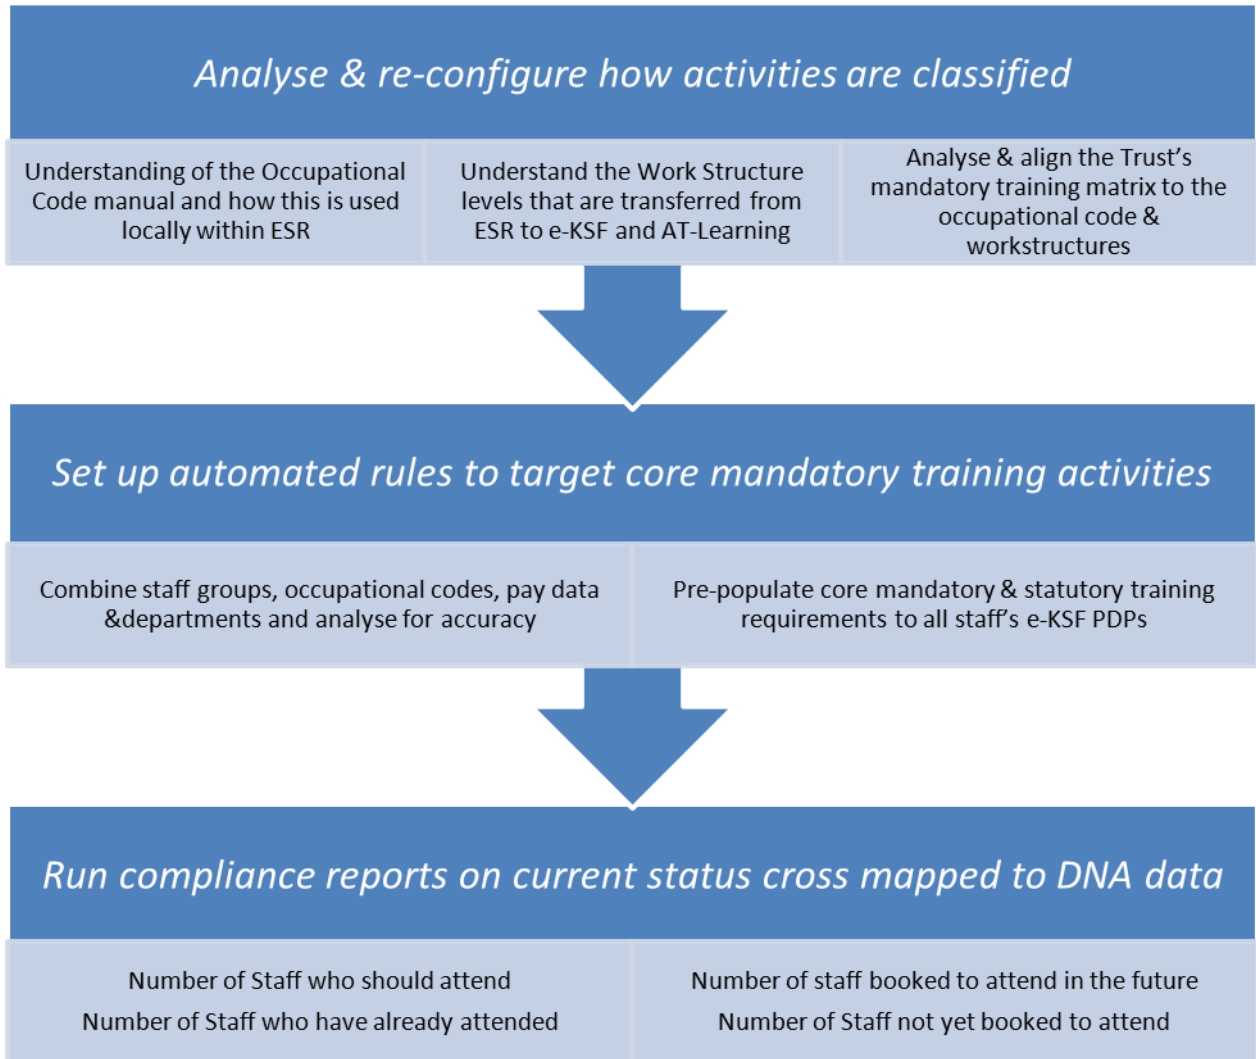 Analyse & re-configure how activities are classified
Understanding of the Occupational
Code manual and how this is used
locally within ESR
Understand the Work Structure
levels that are transferred from
ESR to e-KSF and AT-Learning
Analyse & align the Trust’s
mandatory training matrix to the
occupational code &
workstructures
Set up automated rules to target core mandatory training activities
Combine staff groups, occupational codes, pay data
&departments and analyse for accuracy
Pre-populate core mandatory & statutory training
requirements to all staff’s e-KSF PDPs
Run compliance reports on current status cross mapped to DNA data
Number of Staff who should attend
Number of Staff who have already attended
Number of staff booked to attend in the future
Number of Staff not yet booked to attend